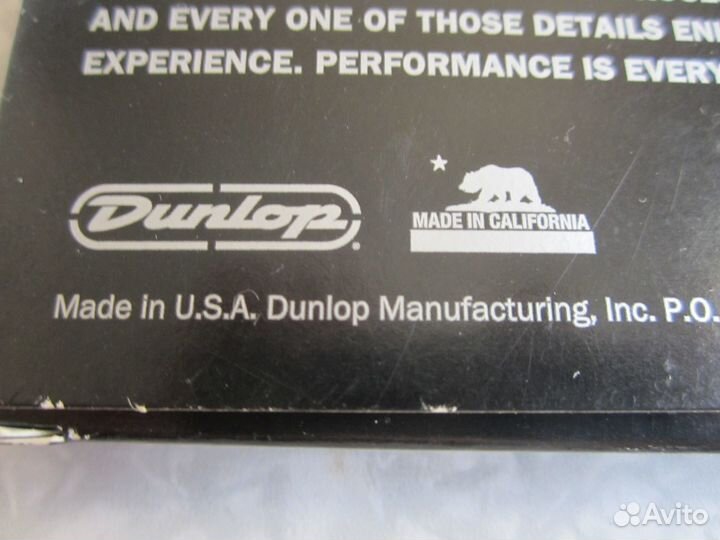 AND EVERY ONE OF THOSE DETAILS
EXPERIENCE. PERFORMANCE IS
Dunlop
MADE IN CALIFORNIA
Made in U.S.A. Dunlop Manufacturing, Inc. P.O.
Avito